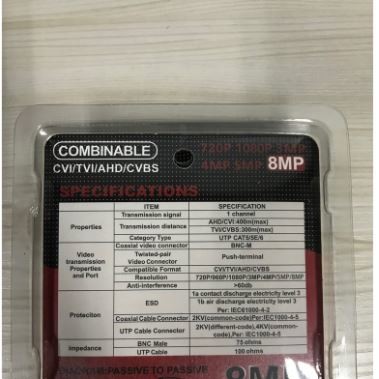 COMBINABLE
CVI/TVI/AHD/CVBS
720P 1080P 3MP
4MP 5MP 8MP
SPECIFICATIONS
ITEM SPECIFICATION
Properties Transmission signal 1 channel
Transmission distance AHD/CVI:400m(max)
TVI/CVBS:300m(max)
Category Type UTP CAT5/5E/6
Video transmission Properties and Port Coaxial video connector BNC-M
Twisted-pair Video Connector Push-terminal
Compatible Format CVI/TVI/AHD/CVBS
Resolution 720P/960P/1080P/3MP/4MP/5MP/8MP
Anti-interference >60db
Protaciton ESD 1a contact discharge electricity level 3
1b air discharge electricity level 3
Per: IEC61000-4-2
Coaxial Cable Connector 2KV(common-code)Per:IEC1000-4-5
UTP Cable Connector 2KV(different-code),4KV(common-code),Per:IEC1000-4-5
Impedance BNC Male 75 ohms
UTP Cable 100 ohms
DIAGRAM:PASSIVE TO PASSIVE 8MP